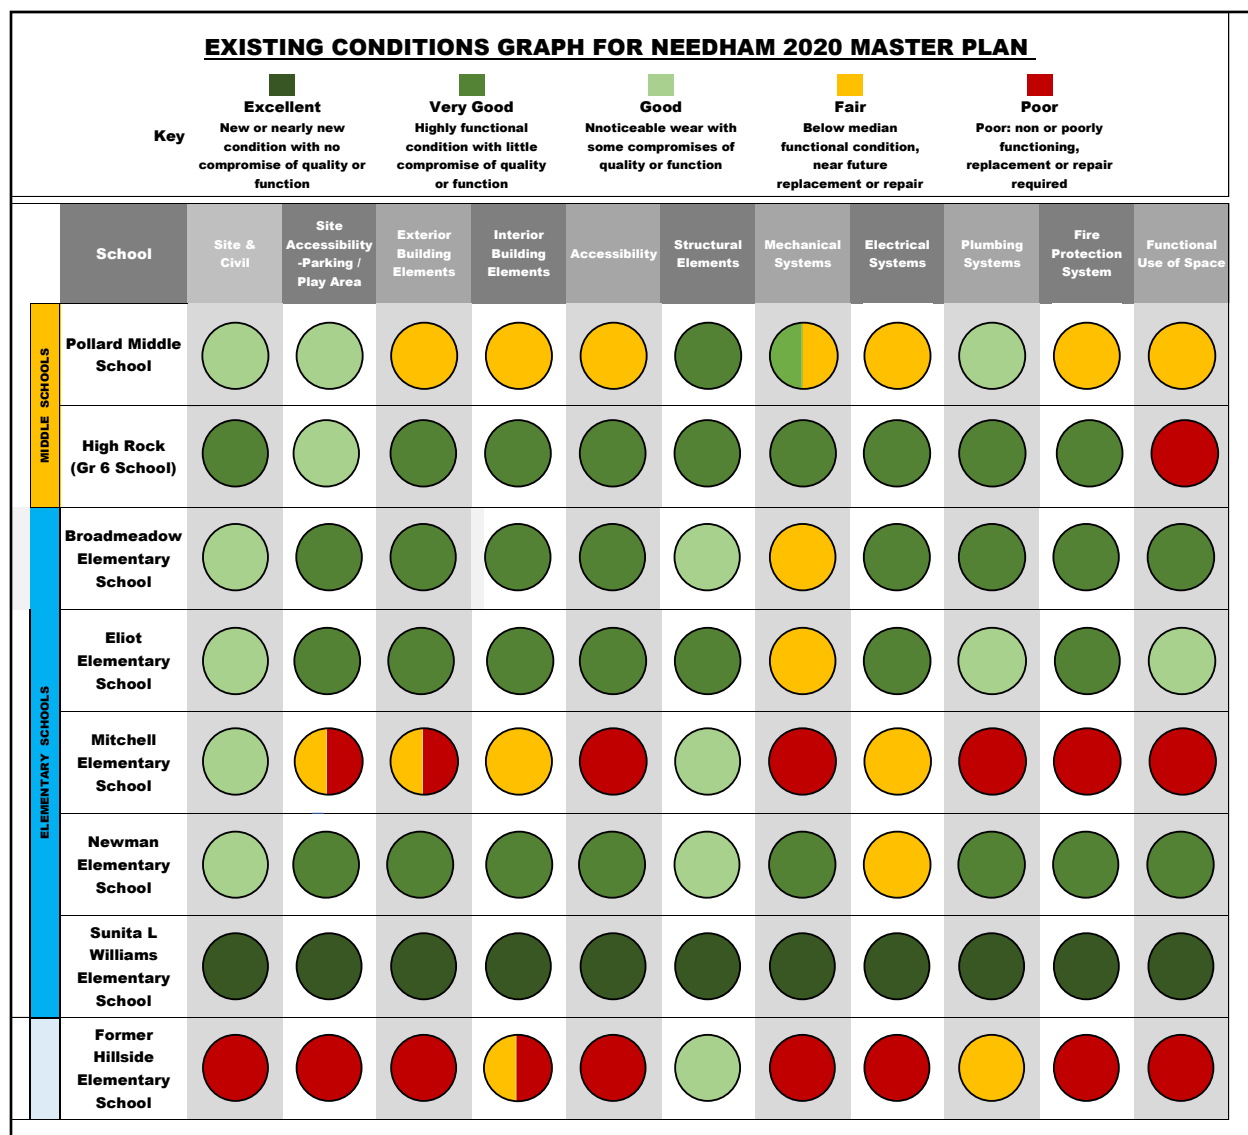 EXISTING CONDITIONS GRAPH FOR NEEDHAM 2020 MASTER PLAN
Key
Excellent
New or nearly new
condition with no
compromise of quality or
function
Very Good
Highly functional
condition with little
compromise of quality
or function
Good
Nnoticeable wear with
some compromises of
quality or function
Fair
Below median
functional condition,
near future
replacement or repair
Poor
Poor: non or poorly
functioning,
replacement or repair
required
School
Site &
Civil
Site
Accessibility
-Parking /
Play Area
Exterior
Building
Elements
Interior
Building
Elements
Accessibility
Structural
Elements
Mechanical
Systems
Electrical
Systems
Plumbing
Systems
Fire
Protection
System
Functional
Use of Space
MIDDLE SCHOOLS
Pollard Middle
School
High Rock
(Gr 6 School)
ELEMENTARY SCHOOLS
Broadmeadow
Elementary
School
Eliot
Elementary
School
Mitchell
Elementary
School
Newman
Elementary
School
Sunita L
Williams
Elementary
School
Former
Hillside
Elementary
School